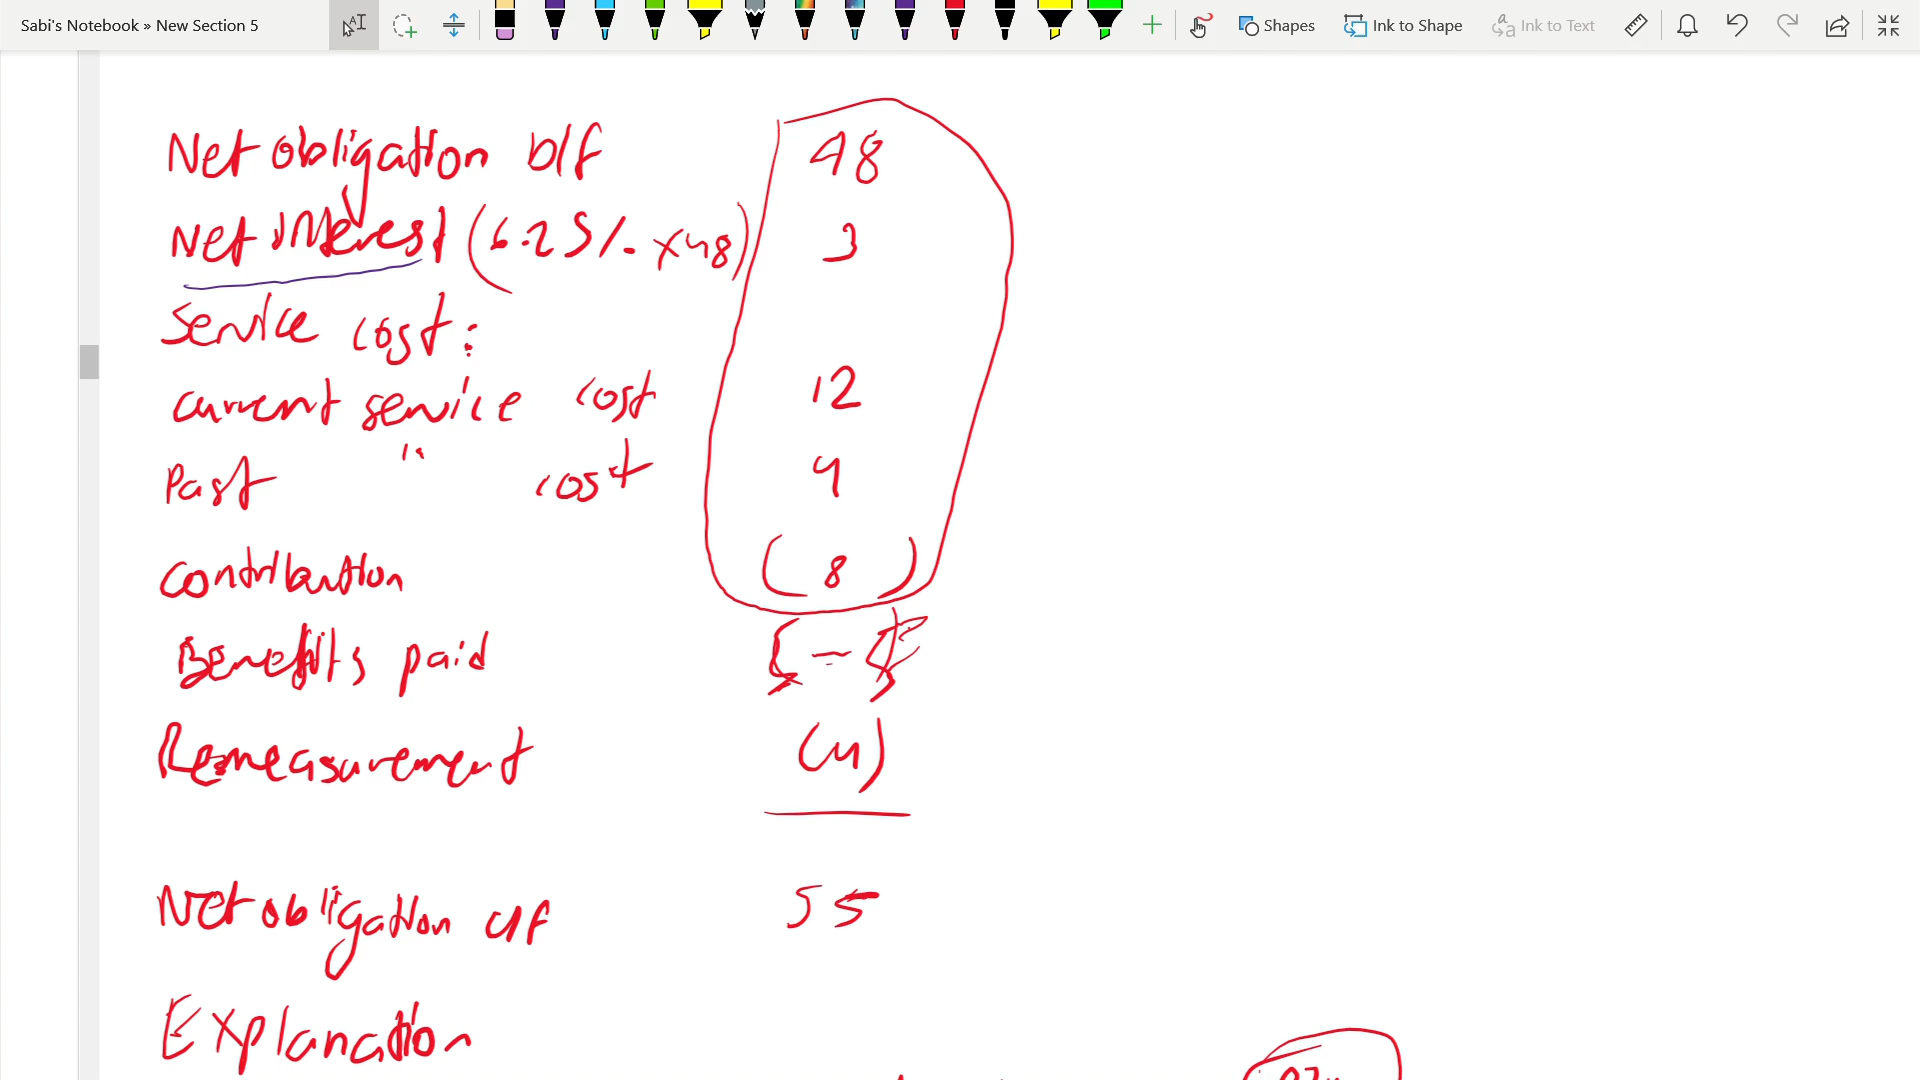 Sabi's Notebook » New Section 5
Shapes
Ink to Shape
Ink to Text
Net obligation b/f 48
Net interest (6.25% x48) 3
Service cost:
current service cost 12
Past " cost 4
contribution (8)
Benefits paid -
Remeasurement (4)
Net obligation c/f 55
Explanation